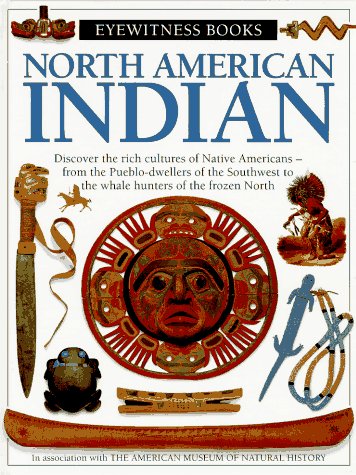 EYEWITNESS BOOKS
NORTH AMERICAN
INDIAN
Discover the rich cultures of Native Americans –
from the Pueblo-dwellers of the Southwest to
the whale hunters of the frozen North
In association with THE AMERICAN MUSEUM OF NATURAL HISTORY